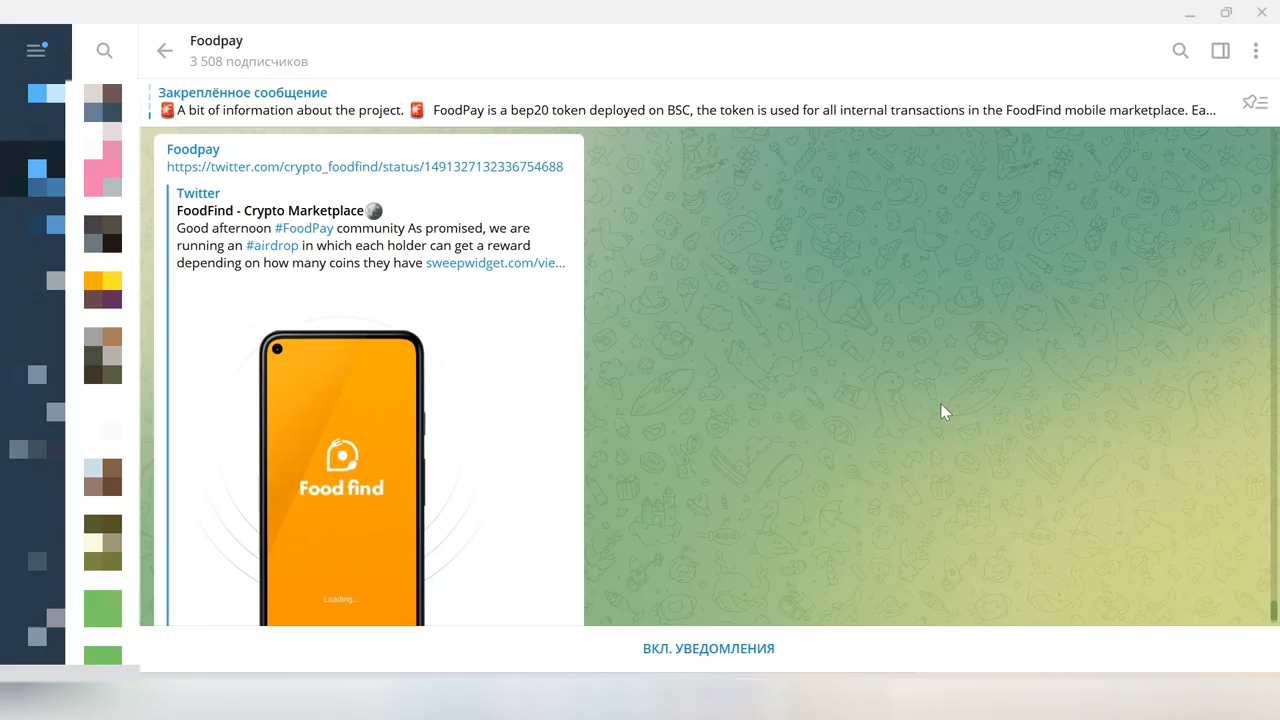 Foodpay
3 508 подписчиков
Закреплённое сообщение
🚨A bit of information about the project. 🚨 FoodPay is a bep20 token deployed on BSC, the token is used for all internal transactions in the FoodFind mobile marketplace. Ea...
Foodpay
https://twitter.com/crypto_foodfind/status/1491327132336754688
Twitter
FoodFind - Crypto Marketplace🌚
Good afternoon #FoodPay community As promised, we are
running an #airdrop in which each holder can get a reward
depending on how many coins they have sweepwidget.com/vie...
Food find
Loading...
ВКЛ. УВЕДОМЛЕНИЯ